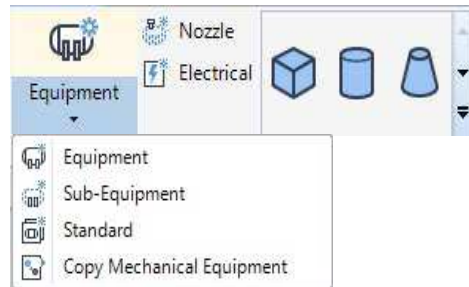 Nozzle
Electrical
Equipment
Equipment
Sub-Equipment
Standard
Copy Mechanical Equipment